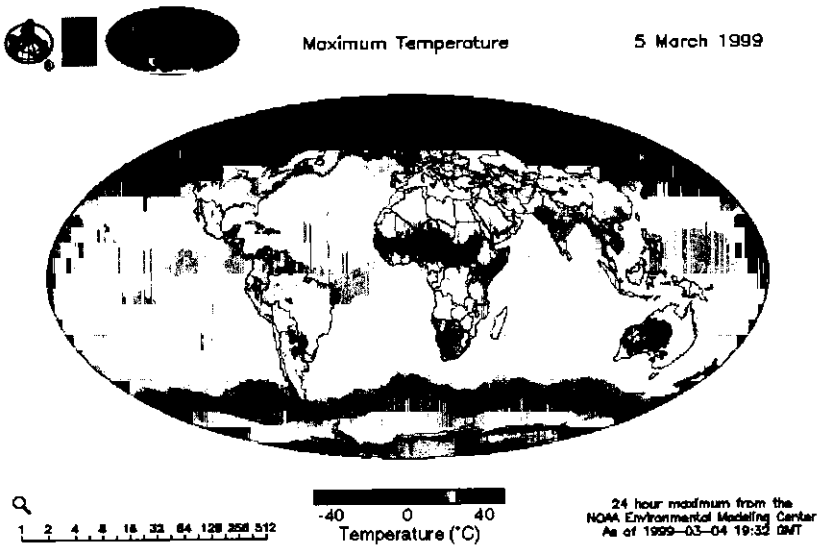 Maximum Temperature
5 March 1999
1 2 4 8 16 32 64 128 256 512
-40 0 40
Temperature (°C)
24 hour maximum from the
NOAA Environmental Modeling Center
As of 1999-03-04 19:32 GMT